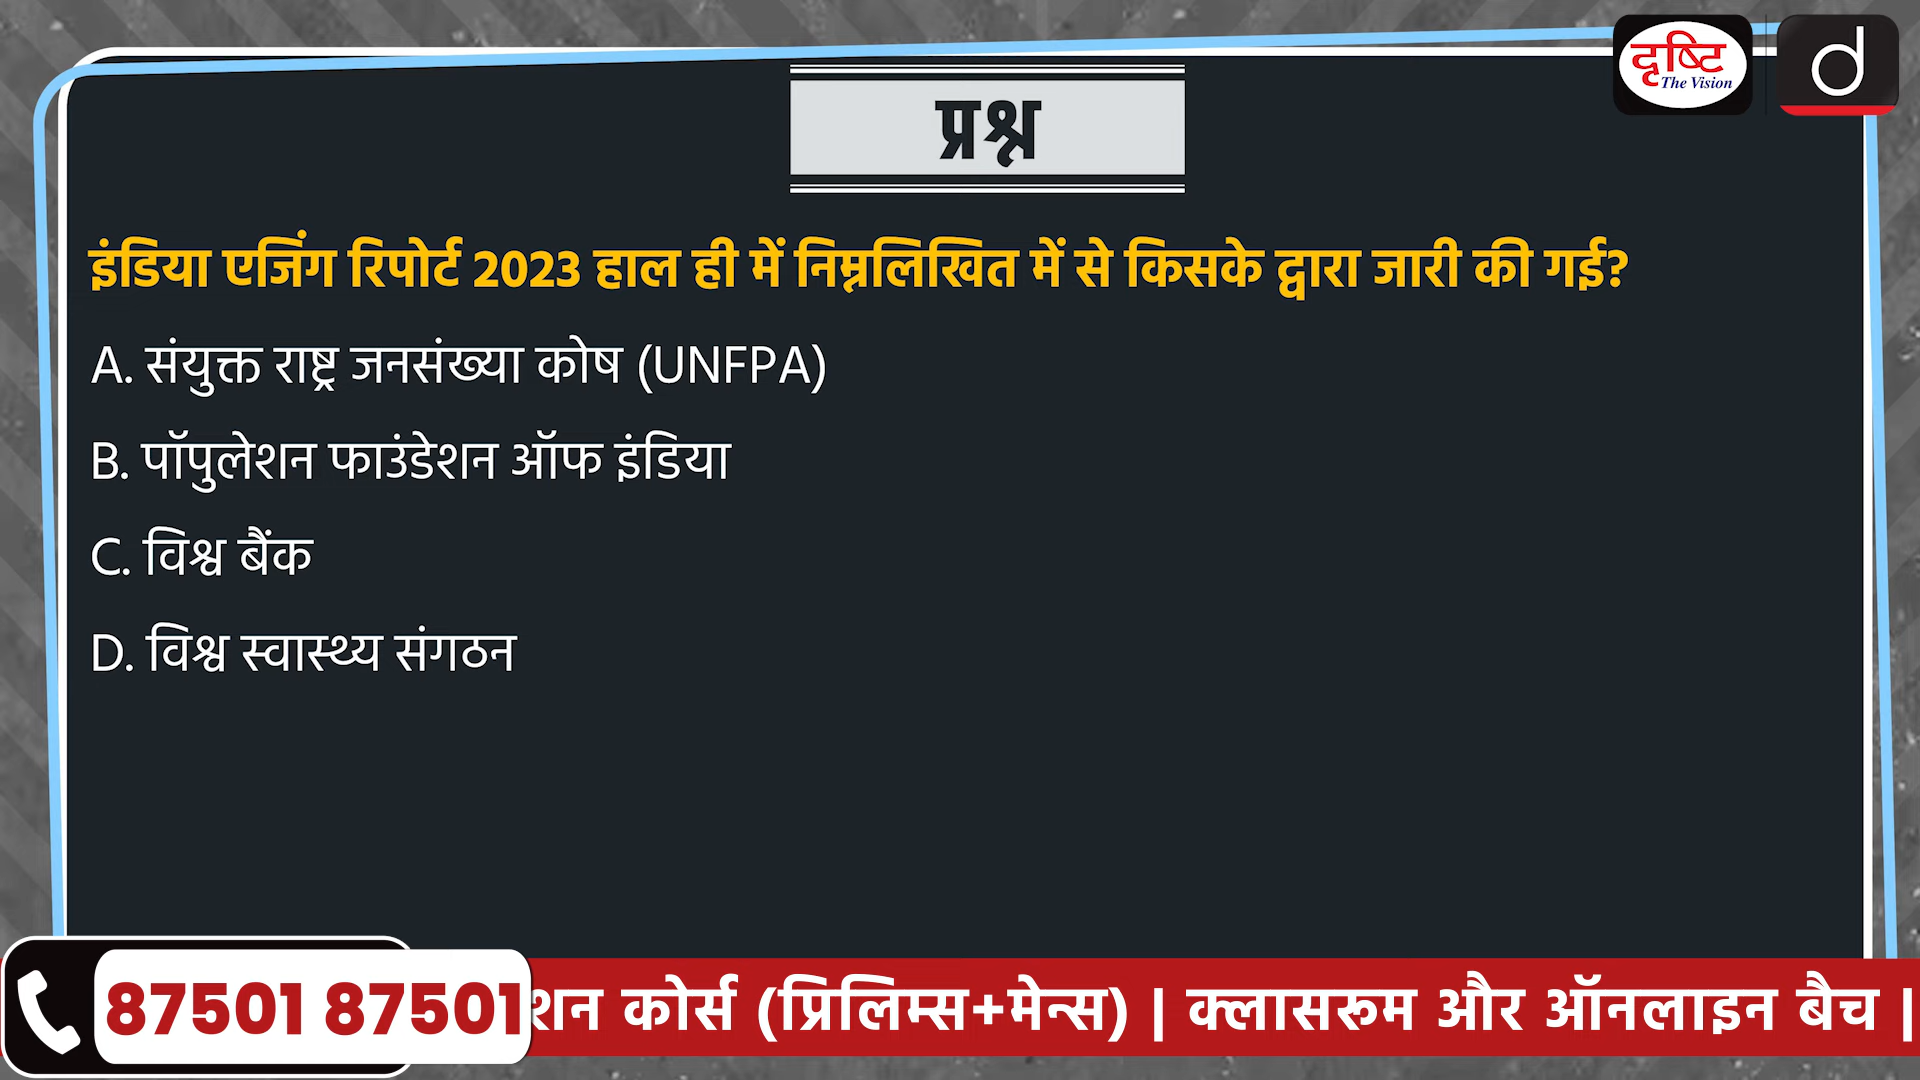 दृष्टि
The Vision
d
प्रश्न
इंडिया एजिंग रिपोर्ट 2023 हाल ही में निम्नलिखित में से किसके द्वारा जारी की गई?
A. संयुक्त राष्ट्र जनसंख्या कोष (UNFPA)
B. पॉपुलेशन फाउंडेशन ऑफ इंडिया
C. विश्व बैंक
D. विश्व स्वास्थ्य संगठन
87501 87501
शन कोर्स (प्रिलिम्स+मेन्स) | क्लासरूम और ऑनलाइन बैच |